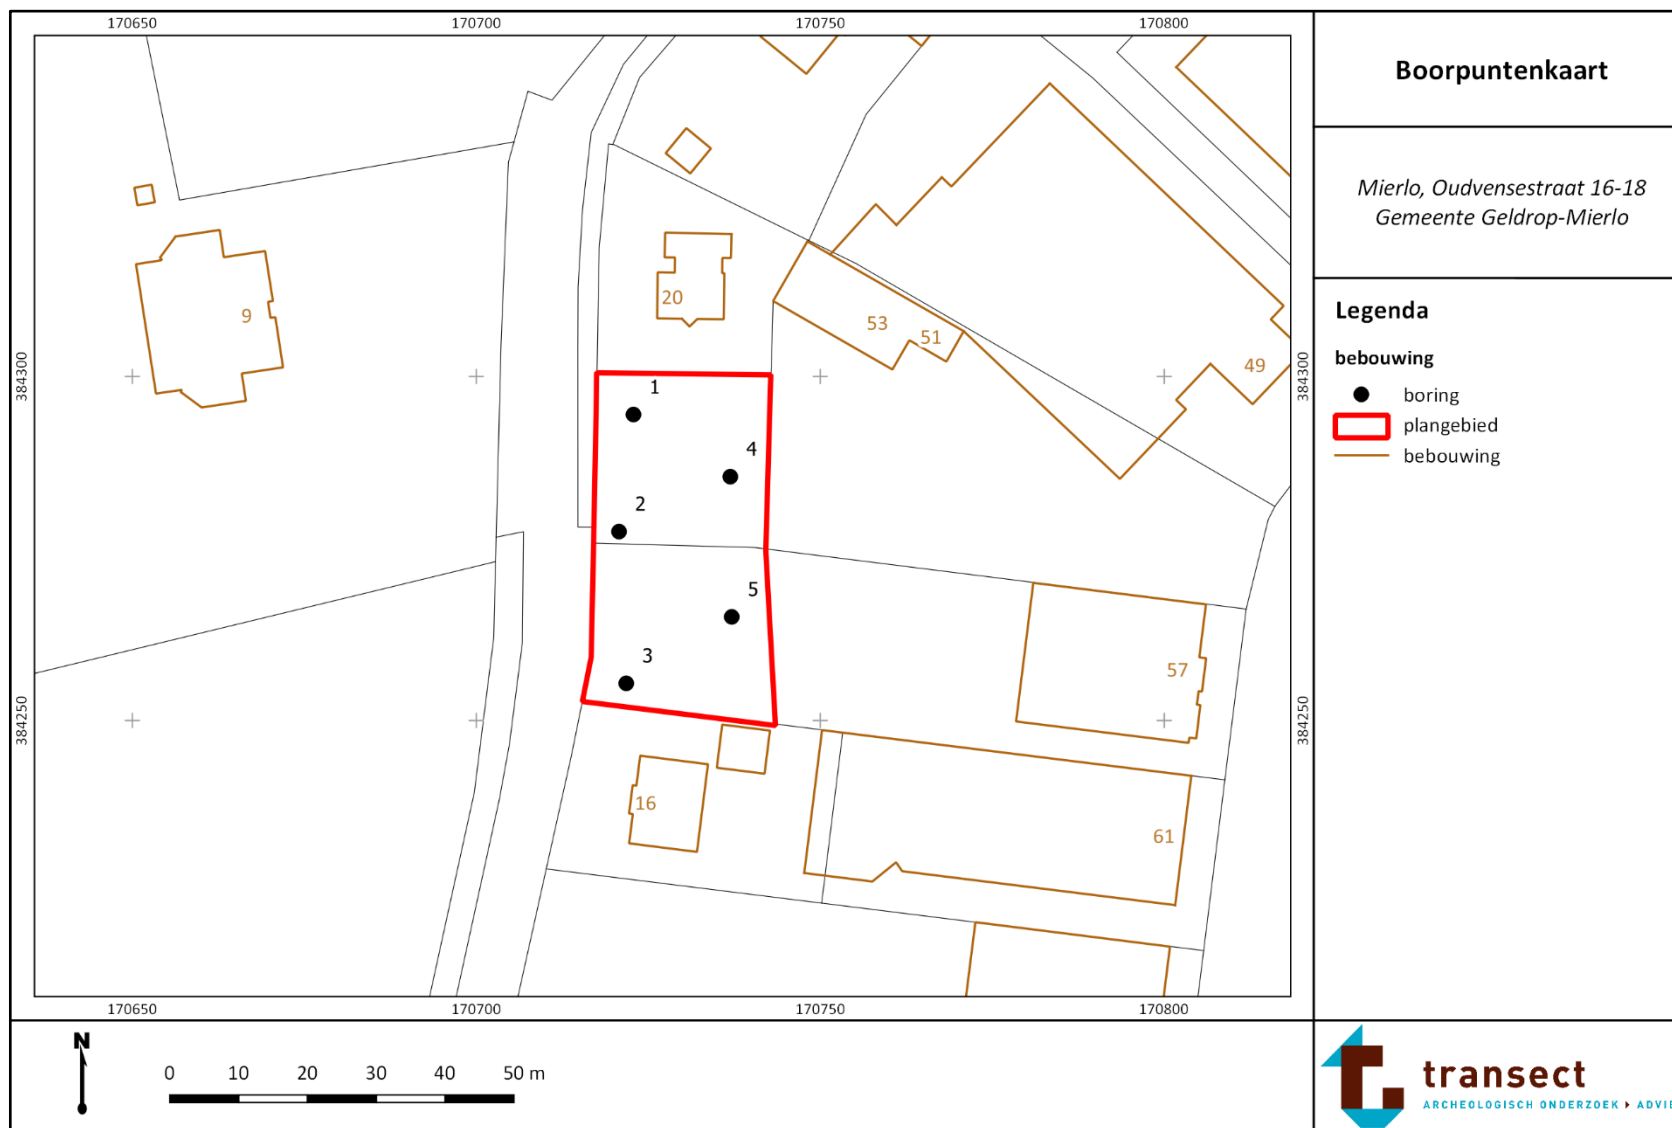 170650 170700 170750 170800
Boorpuntenkaart
Mierlo, Oudvensestraat 16-18
Gemeente Geldrop-Mierlo
Legenda
bebouwing
boring
plangebied
bebouwing
384300
384250
384300
384250
9
20
53
51
49
1
4
2
5
3
57
16
61
170650 170700 170750 170800
N
0 10 20 30 40 50 m
transect
ARCHEOLOGISCH ONDERZOEK ADVIE